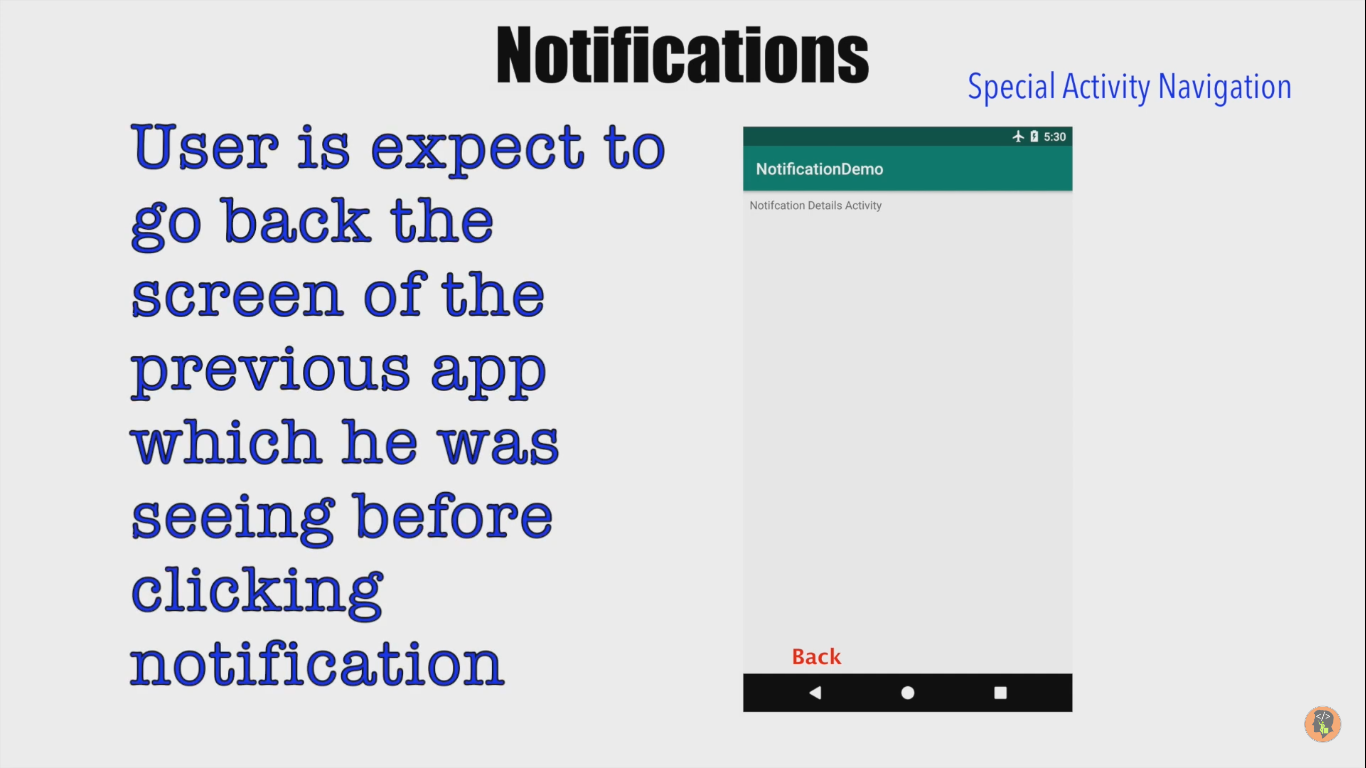 Notifications
Special Activity Navigation
User is expect to
go back the
screen of the
previous app
which he was
seeing before
clicking
notification
5:30
NotificationDemo
Notifcation Details Activity
Back